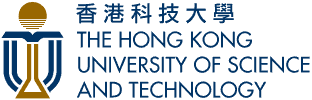 香港科技大學
THE HONG KONG
UNIVERSITY OF SCIENCE
AND TECHNOLOGY